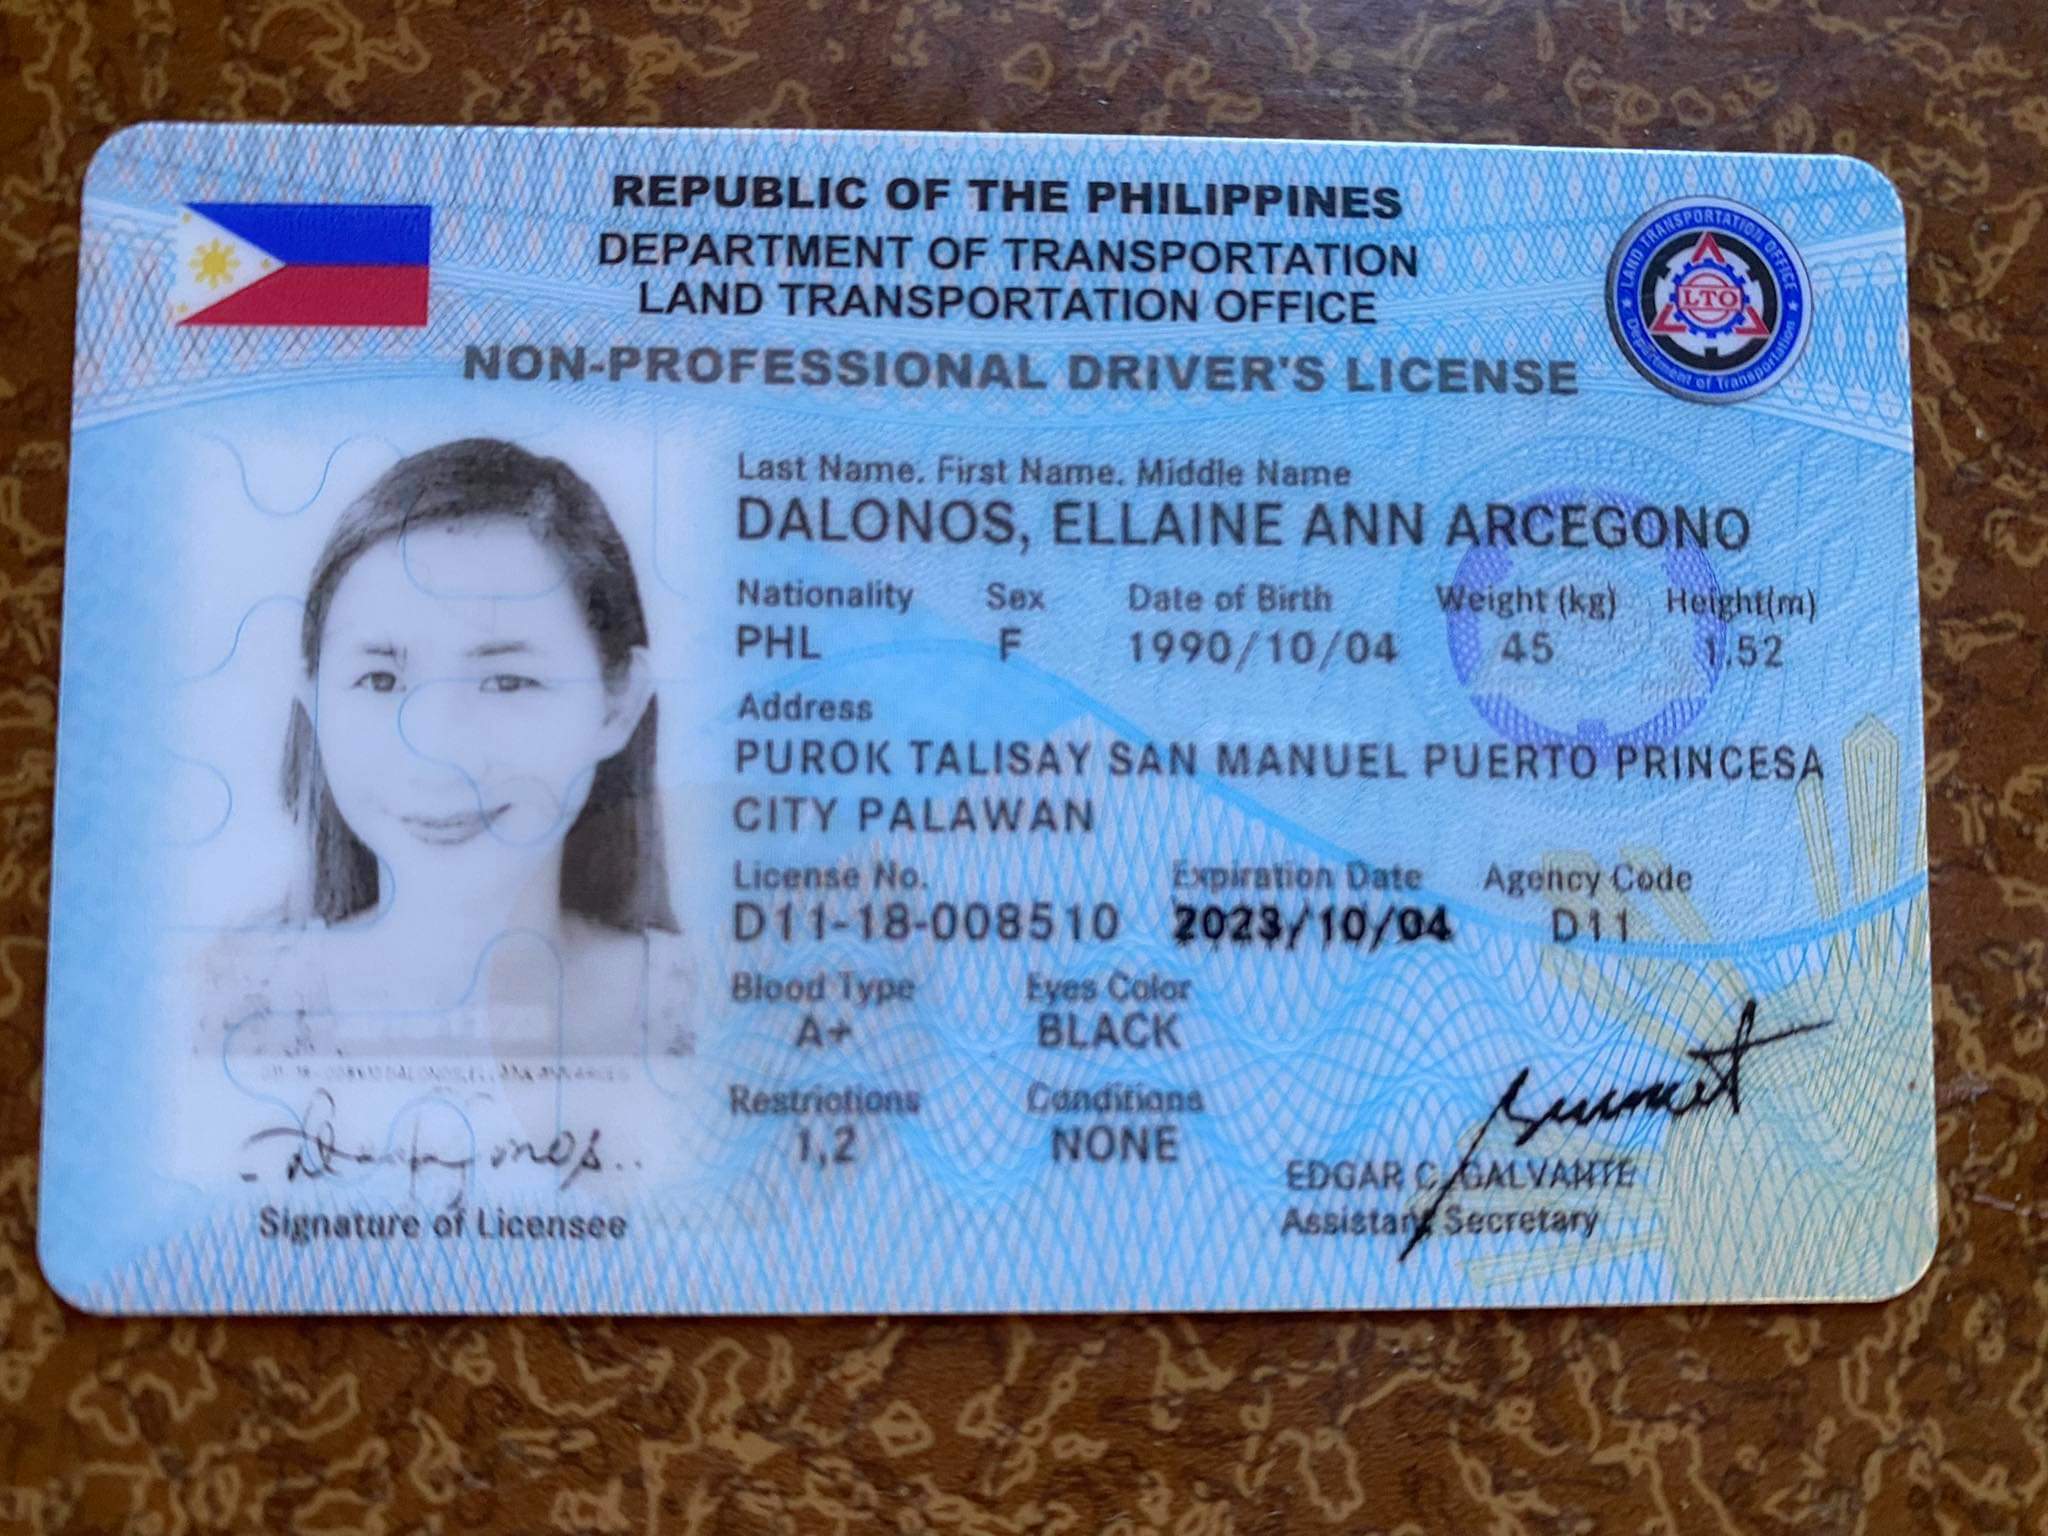 REPUBLIC OF THE PHILIPPINES
DEPARTMENT OF TRANSPORTATION
LAND TRANSPORTATION OFFICE
LAND TRANSPORTATION OFFICE
LTO
Department of Transportation
NON-PROFESSIONAL DRIVER'S LICENSE
Last Name. First Name. Middle Name
DALONOS, ELLAINE ANN ARCEGONO
Nationality Sex Date of Birth Weight (kg) Height(m)
PHL F 1990/10/04 45 1.52
Address
PUROK TALISAY SAN MANUEL PUERTO PRINCESA
CITY PALAWAN
License No. Expiration Date Agency Code
D11-18-008510 2023/10/04 D11
Blood Type Eyes Color
A+ BLACK
Restrictions Conditions
1,2 NONE
EDGAR C. GALVANTE
Assistant Secretary
Signature of Licensee